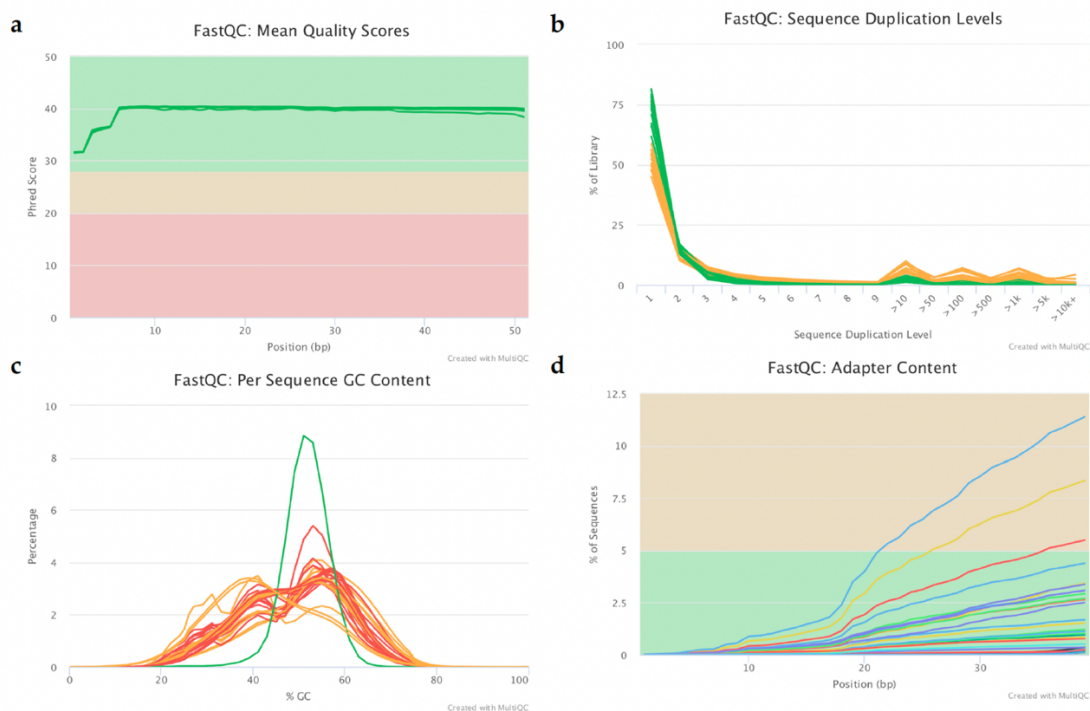 a
FastQC: Mean Quality Scores
50
40
30
20
10
0
Phred Score
10
20
30
40
50
Position (bp)
Created with MultiQC
b
FastQC: Sequence Duplication Levels
100
75
50
25
0
% of Library
1
2
3
4
5
6
7
8
9
>10
>50
>100
>500
>1k
>5k
>10k+
Sequence Duplication Level
Created with MultiQC
c
FastQC: Per Sequence GC Content
10
8
6
4
2
0
Percentage
0
20
40
60
80
100
% GC
Created with MultiQC
d
FastQC: Adapter Content
12.5
10
7.5
5
2.5
0
% of Sequences
10
20
30
Position (bp)
Created with MultiQC